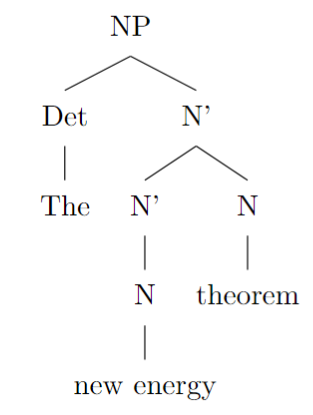 NP
Det N’
The N’ N
N theorem
new energy